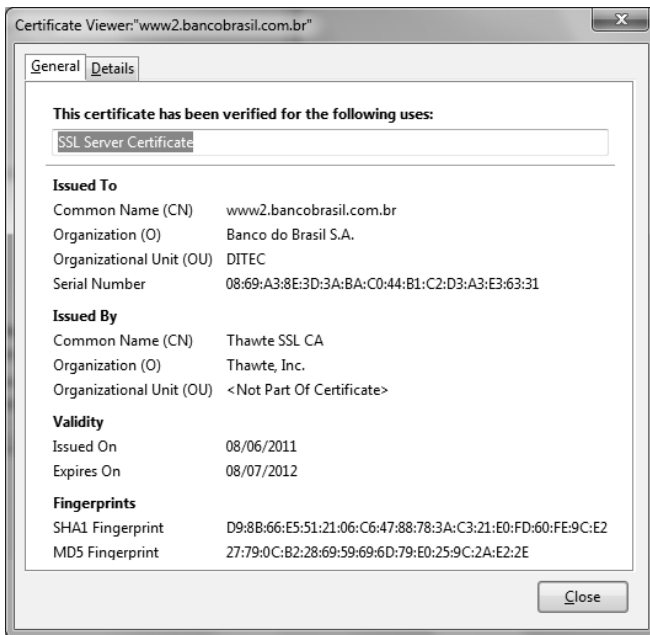 Certificate Viewer:"www2.bancobrasil.com.br"
General Details
This certificate has been verified for the following uses:
SSL Server Certificate
Issued To
Common Name (CN) www2.bancobrasil.com.br
Organization (O) Banco do Brasil S.A.
Organizational Unit (OU) DITEC
Serial Number 08:69:A3:8E:3D:3A:BA:C0:44:B1:C2:D3:A3:E3:63:31
Issued By
Common Name (CN) Thawte SSL CA
Organization (O) Thawte, Inc.
Organizational Unit (OU) <Not Part Of Certificate>
Validity
Issued On 08/06/2011
Expires On 08/07/2012
Fingerprints
SHA1 Fingerprint D9:8B:66:E5:51:21:06:C6:47:88:78:3A:C3:21:E0:FD:60:FE:9C:E2
MD5 Fingerprint 27:79:0C:B2:28:69:59:69:6D:79:E0:25:9C:2A:E2:2E
Close